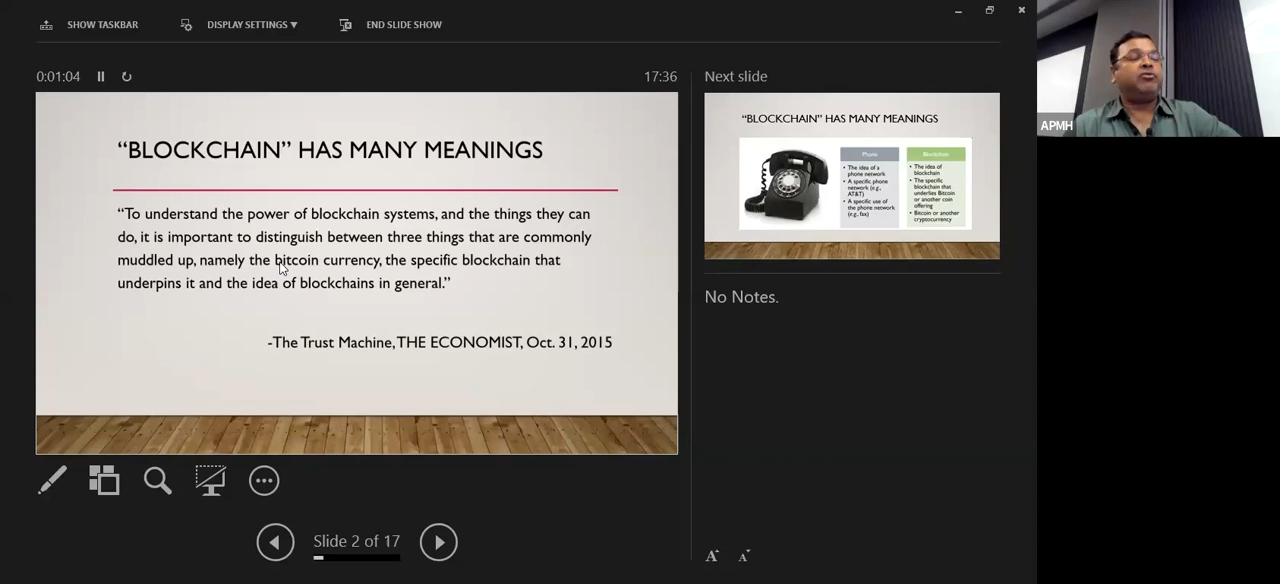 SHOW TASKBAR
DISPLAY SETTINGS ▼
END SLIDE SHOW
0:01:04
17:36
Next slide
“BLOCKCHAIN” HAS MANY MEANINGS
“To understand the power of blockchain systems, and the things they can
do, it is important to distinguish between three things that are commonly
muddled up, namely the bitcoin currency, the specific blockchain that
underpins it and the idea of blockchains in general.”
-The Trust Machine, THE ECONOMIST, Oct. 31, 2015
“BLOCKCHAIN” HAS MANY MEANINGS
Phone
• The idea of a
phone network
• A specific phone
network (e.g.,
AT&T)
• A specific use of
the phone network
(e.g., fax)
Blockchain
• The idea of
blockchain
• The specific
blockchain that
underlies Bitcoin
or another coin
offering
• Bitcoin or another
cryptocurrency
No Notes.
Slide 2 of 17
A
A
APMH